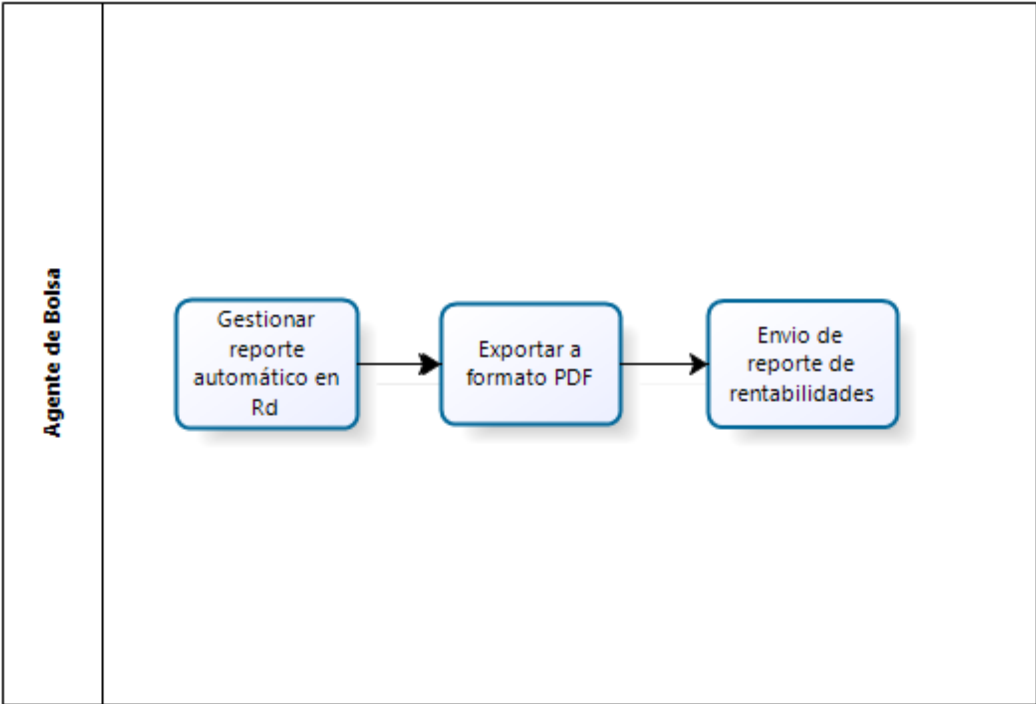 Agente de Bolsa
Gestionar
reporte
automático en
Rd
Exportar a
formato PDF
Envio de
reporte de
rentabilidades